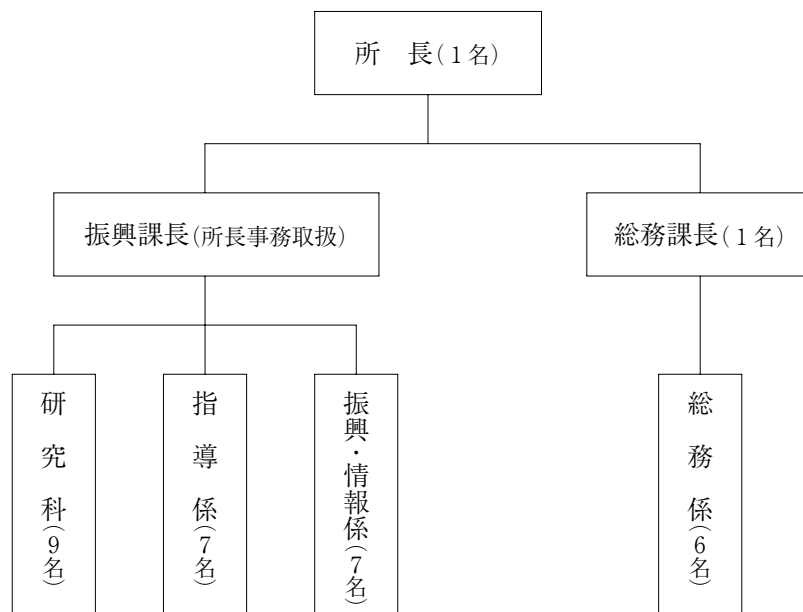 所　長(1名)
振興課長(所長事務取扱)
総務課長(1名)
研究科(9名)
指導係(7名)
振興・情報係(7名)
総務係(6名)